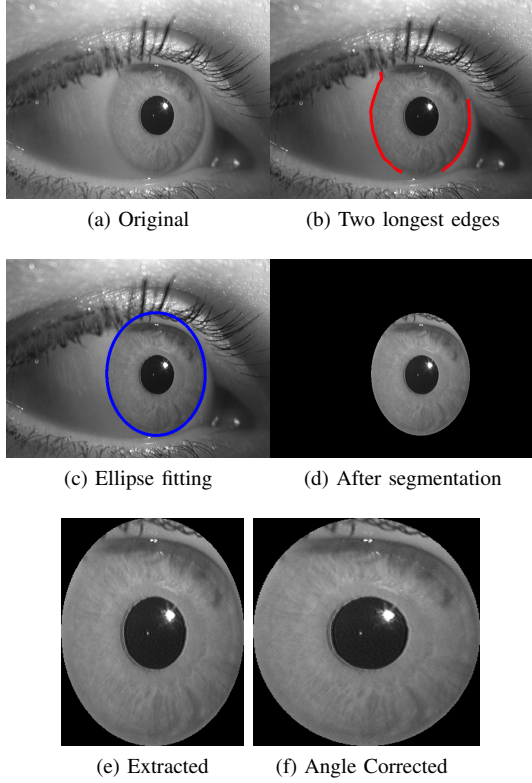 (a) Original
(b) Two longest edges
(c) Ellipse fitting
(d) After segmentation
(e) Extracted
(f) Angle Corrected